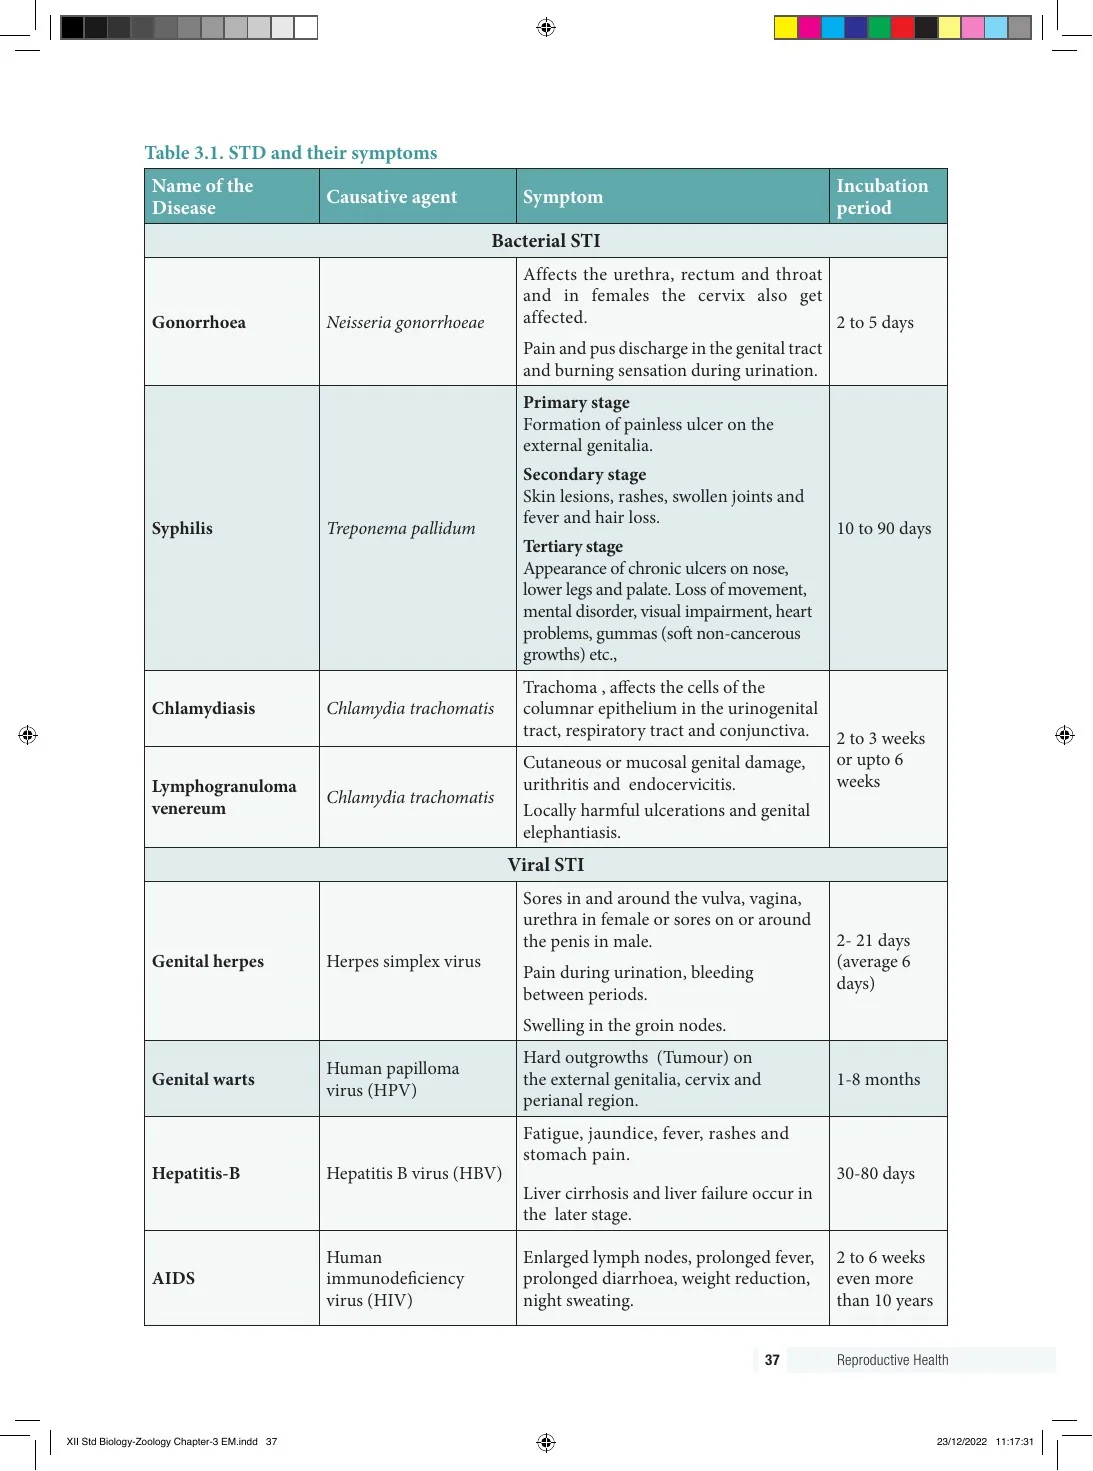 Table 3.1. STD and their symptoms
Name of the
Disease
Causative agent
Symptom
Incubation
period
Bacterial STI
Gonorrhoea
Neisseria gonorrhoeae
Affects the urethra, rectum and throat
and in females the cervix also get
affected.
Pain and pus discharge in the genital tract
and burning sensation during urination.
2 to 5 days
Syphilis
Treponema pallidum
Primary stage
Formation of painless ulcer on the
external genitalia.
Secondary stage
Skin lesions, rashes, swollen joints and
fever and hair loss.
Tertiary stage
Appearance of chronic ulcers on nose,
lower legs and palate. Loss of movement,
mental disorder, visual impairment, heart
problems, gummas (soft non-cancerous
growths) etc.,
10 to 90 days
Chlamydiasis
Chlamydia trachomatis
Trachoma , affects the cells of the
columnar epithelium in the urinogenital
tract, respiratory tract and conjunctiva.
2 to 3 weeks
or upto 6
weeks
Lymphogranuloma
venereum
Chlamydia trachomatis
Cutaneous or mucosal genital damage,
urithritis and  endocervicitis.
Locally harmful ulcerations and genital
elephantiasis.
Viral STI
Genital herpes
Herpes simplex virus
Sores in and around the vulva, vagina,
urethra in female or sores on or around
the penis in male.
Pain during urination, bleeding
between periods.
Swelling in the groin nodes.
2- 21 days
(average 6
days)
Genital warts
Human papilloma
virus (HPV)
Hard outgrowths  (Tumour) on
the external genitalia, cervix and
perianal region.
1-8 months
Hepatitis-B
Hepatitis B virus (HBV)
Fatigue, jaundice, fever, rashes and
stomach pain.
Liver cirrhosis and liver failure occur in
the  later stage.
30-80 days
AIDS
Human
immunodeficiency
virus (HIV)
Enlarged lymph nodes, prolonged fever,
prolonged diarrhoea, weight reduction,
night sweating.
2 to 6 weeks
even more
than 10 years
37 Reproductive Health
XII Std Biology-Zoology Chapter-3 EM.indd   37 23/12/2022   11:17:31